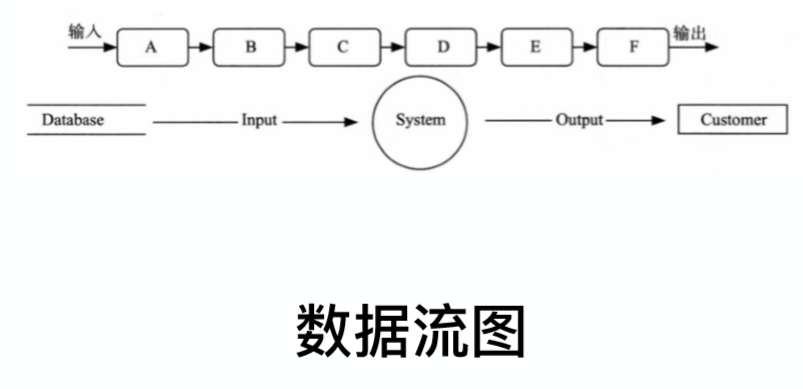 输入 A B C D E F 输出
Database Input System Output Customer
数据流图